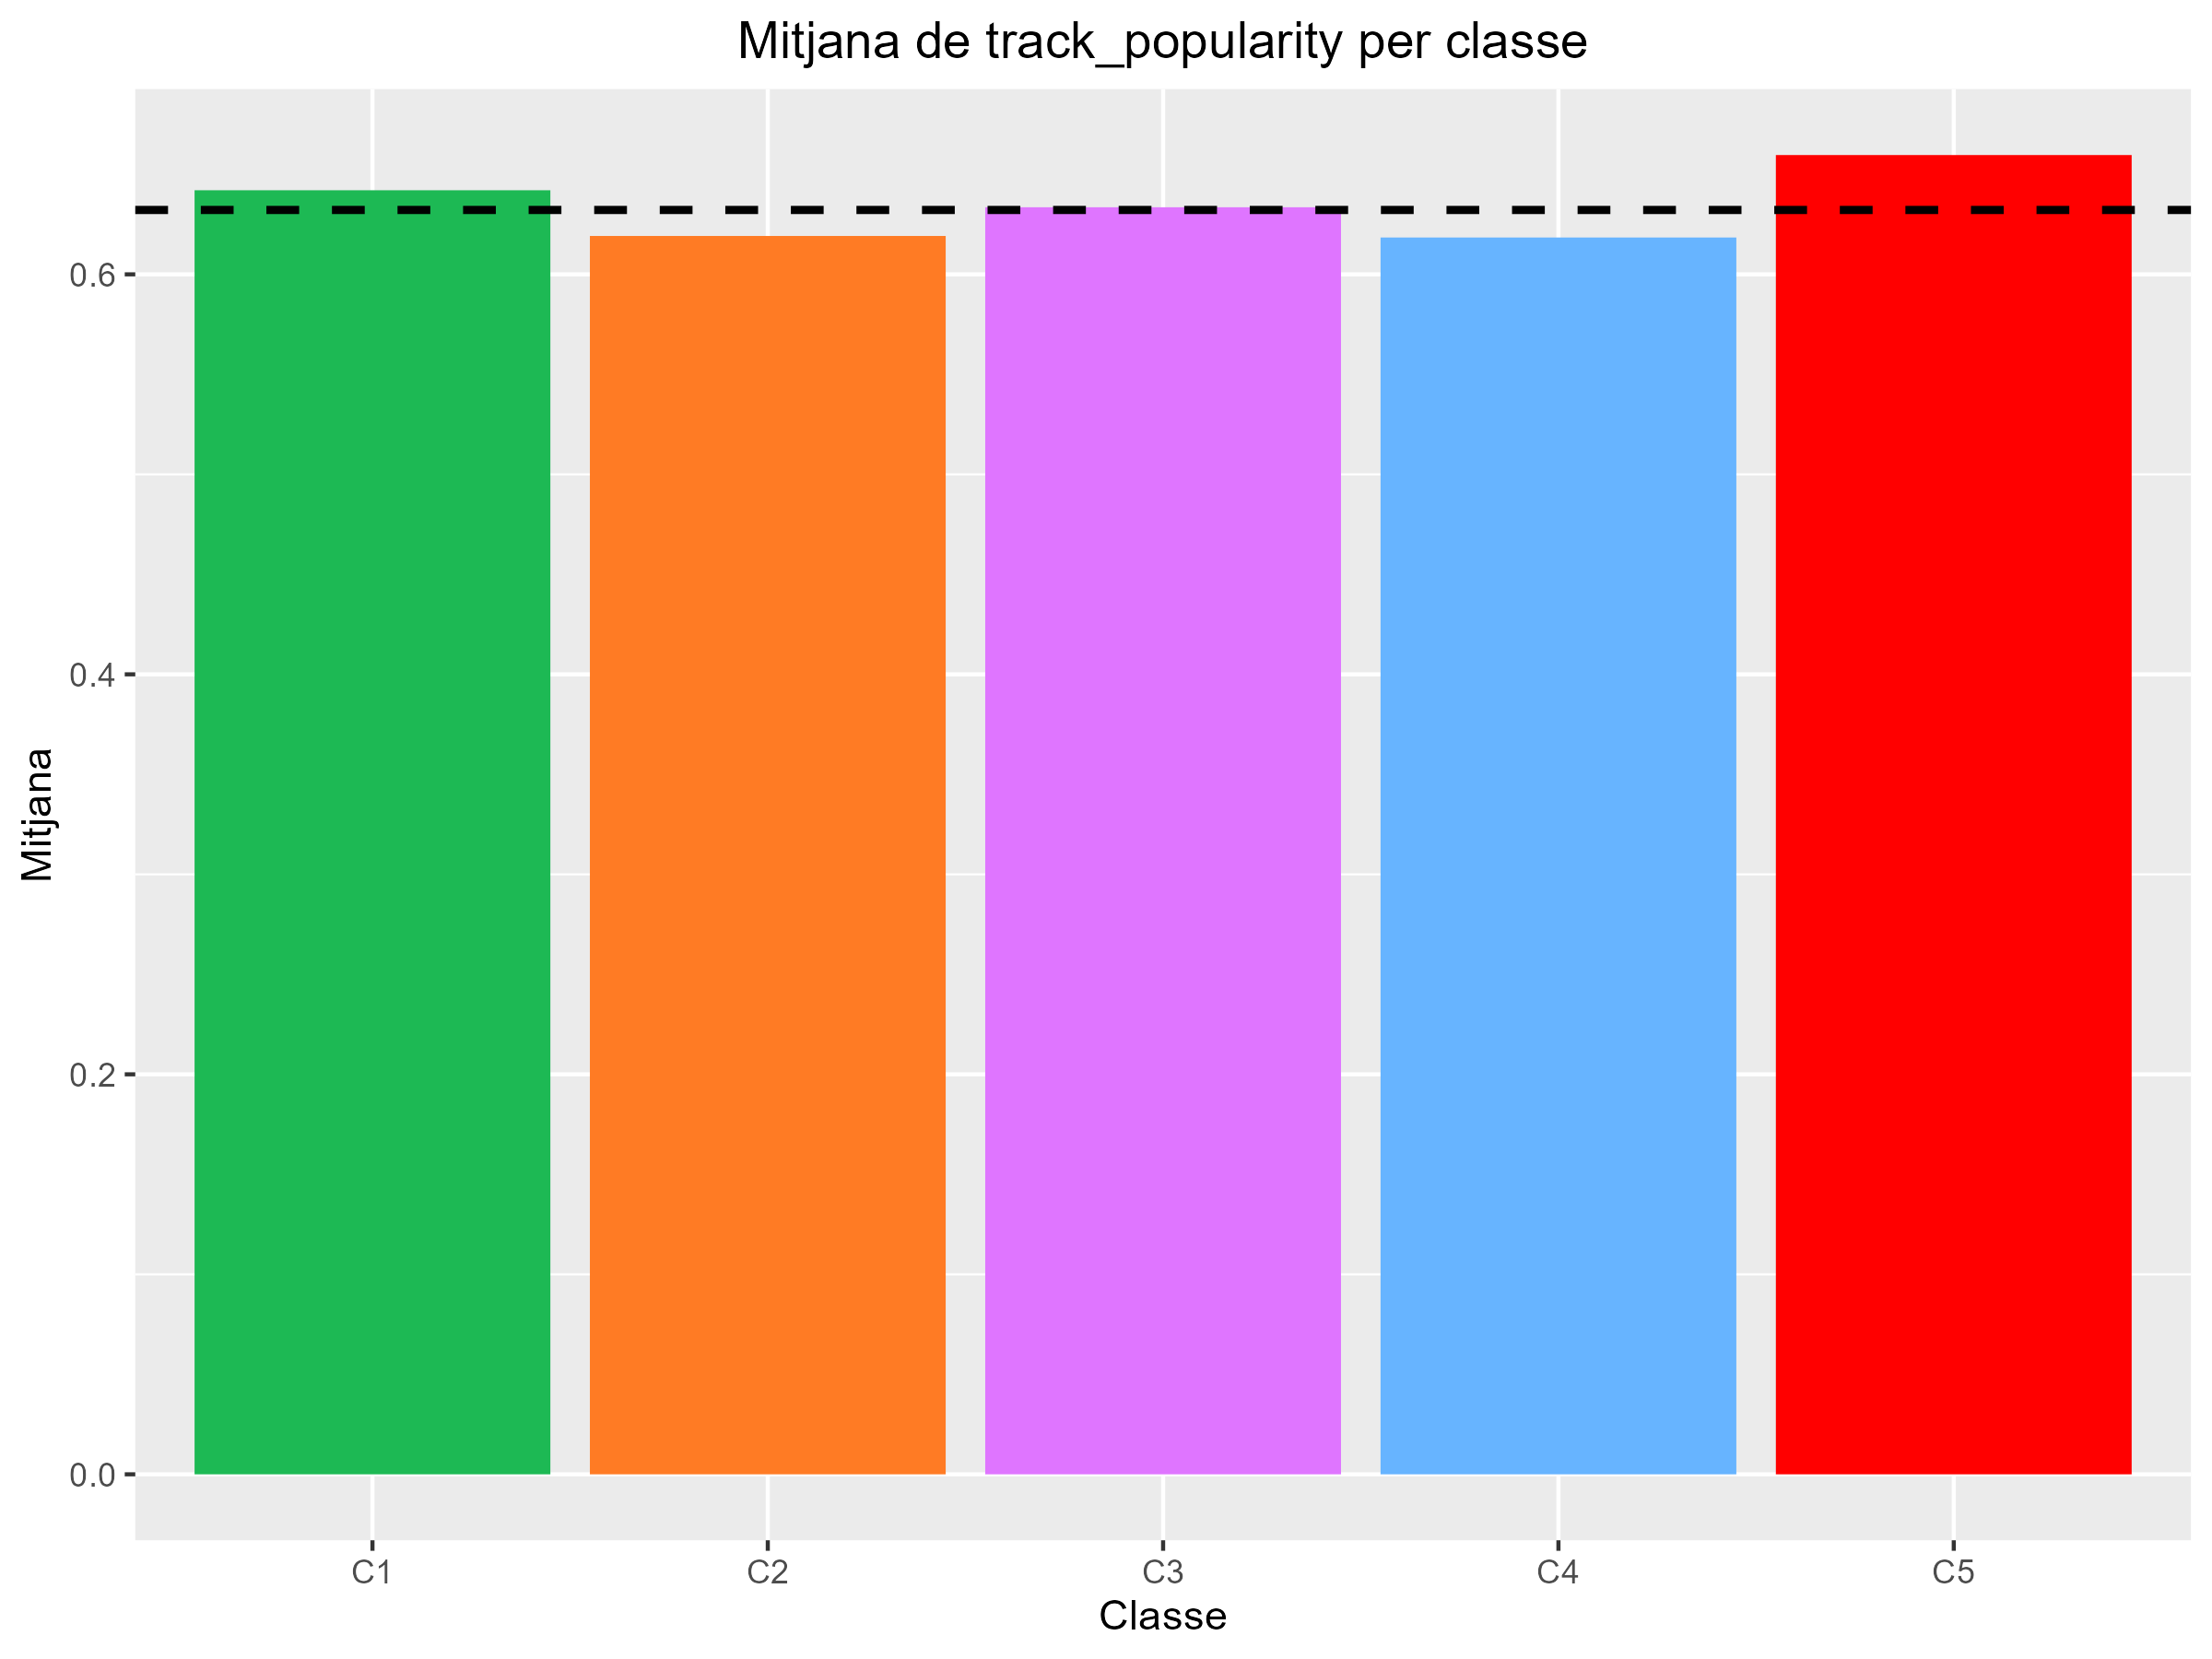 Mitjana de track_popularity per classe
Mitjana
0.6
0.4
0.2
0.0
C1 C2 C3 C4 C5
Classe